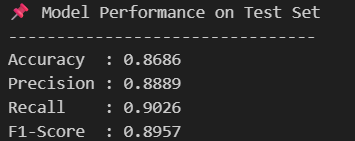 📌 Model Performance on Test Set
--------------------------------
Accuracy  : 0.8686
Precision : 0.8889
Recall    : 0.9026
F1-Score  : 0.8957